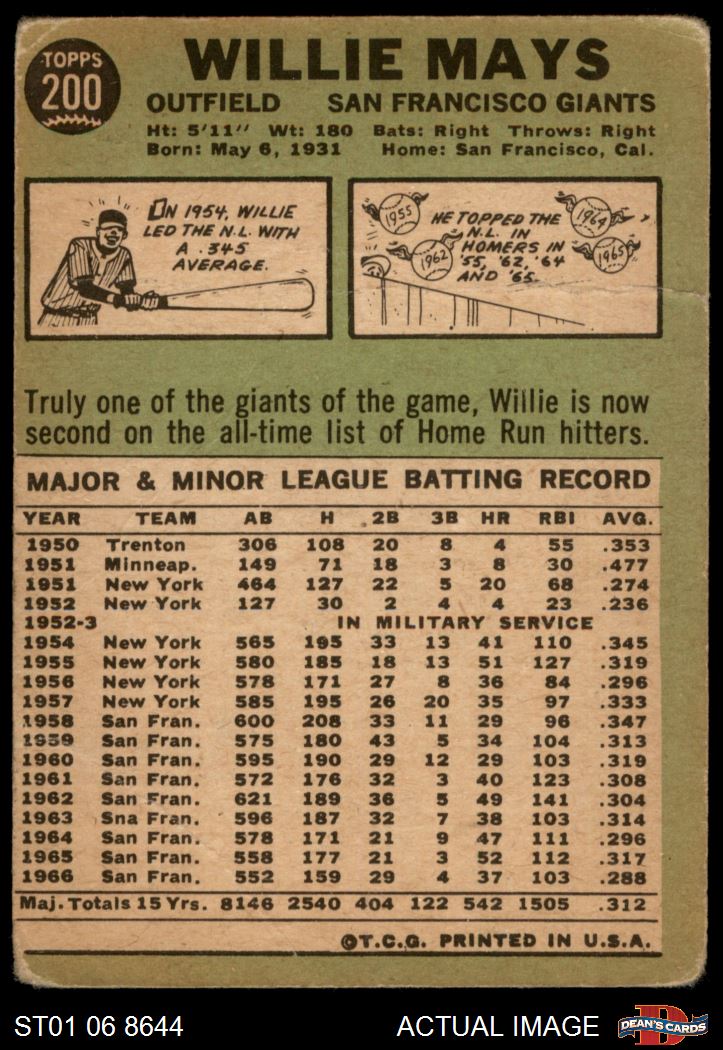 TOPPS
200
WILLIE MAYS
OUTFIELD SAN FRANCISCO GIANTS
Ht: 5'11" Wt: 180 Bats: Right Throws: Right
Born: May 6, 1931 Home: San Francisco, Cal.
ON 1954, WILLIE
LED THE N.L. WITH
A .345
AVERAGE.
1955
1962
1964
1965
HE TOPPED THE
N.L. IN
HOMERS IN
'55, '62, '64
AND '65.
Truly one of the giants of the game, Willie is now
second on the all-time list of Home Run hitters.
MAJOR & MINOR LEAGUE BATTING RECORD
YEAR TEAM AB H 2B 3B HR RBI AVG.
1950 Trenton 306 108 20 8 4 55 .353
1951 Minneap. 149 71 18 3 8 30 .477
1951 New York 464 127 22 5 20 68 .274
1952 New York 127 30 2 4 4 23 .236
1952-3 IN MILITARY SERVICE
1954 New York 565 195 33 13 41 110 .345
1955 New York 580 185 18 13 51 127 .319
1956 New York 578 171 27 8 36 84 .296
1957 New York 585 195 26 20 35 97 .333
1958 San Fran. 600 208 33 11 29 96 .347
1959 San Fran. 575 180 43 5 34 104 .313
1960 San Fran. 595 190 29 12 29 103 .319
1961 San Fran. 572 176 32 3 40 123 .308
1962 San Fran. 621 189 36 5 49 141 .304
1963 Sna Fran. 596 187 32 7 38 103 .314
1964 San Fran. 578 171 21 9 47 111 .296
1965 San Fran. 558 177 21 3 52 112 .317
1966 San Fran. 552 159 29 4 37 103 .288
Maj. Totals 15 Yrs. 8146 2540 404 122 542 1505 .312
©T.C.G. PRINTED IN U.S.A.
ST01 06 8644 ACTUAL IMAGE
D
DEAN'S CARDS